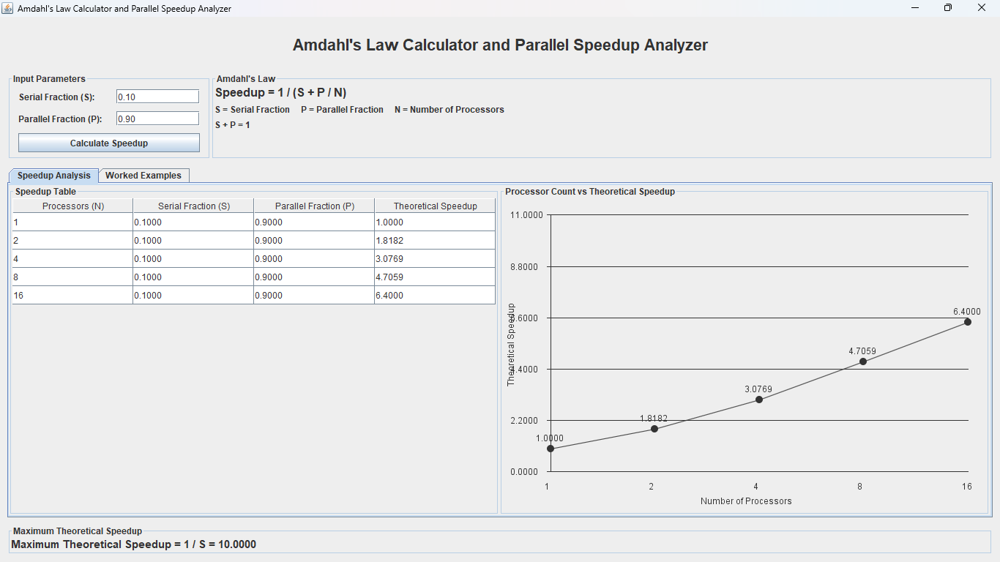 Amdahl's Law Calculator and Parallel Speedup Analyzer
Amdahl's Law Calculator and Parallel Speedup Analyzer
Input Parameters
Serial Fraction (S): 0.10
Parallel Fraction (P): 0.90
Calculate Speedup
Amdahl's Law
Speedup = 1 / (S + P / N)
S = Serial Fraction P = Parallel Fraction N = Number of Processors
S + P = 1
Speedup Analysis Worked Examples
Speedup Table
Processors (N) Serial Fraction (S) Parallel Fraction (P) Theoretical Speedup
1 0.1000 0.9000 1.0000
2 0.1000 0.9000 1.8182
4 0.1000 0.9000 3.0769
8 0.1000 0.9000 4.7059
16 0.1000 0.9000 6.4000
Processor Count vs Theoretical Speedup
11.0000
8.8000
6.6000
4.4000
2.2000
0.0000
Theoretical Speedup
1.0000
1.8182
3.0769
4.7059
6.4000
1 2 4 8 16
Number of Processors
Maximum Theoretical Speedup
Maximum Theoretical Speedup = 1 / S = 10.0000